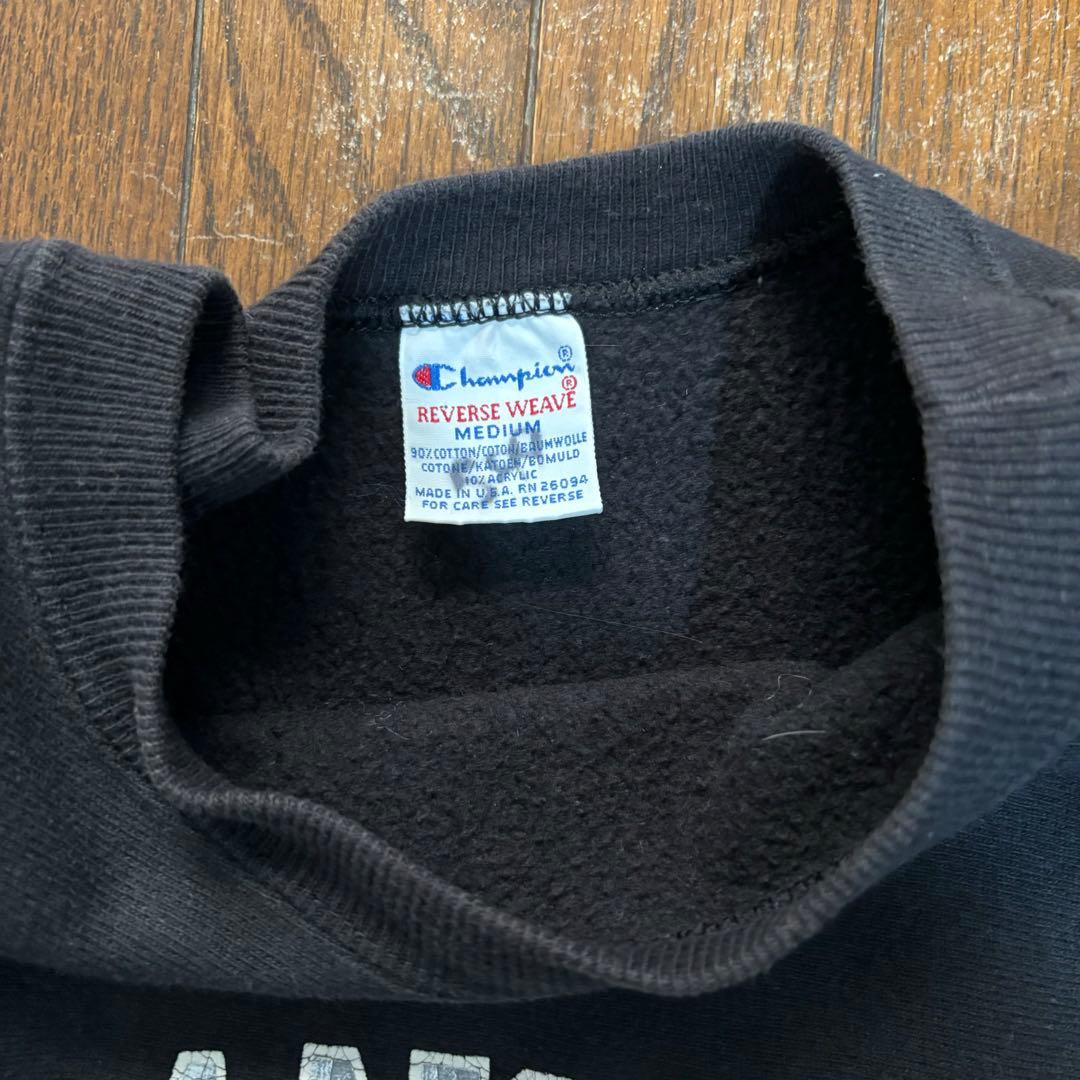 Champion®
REVERSE WEAVE®
MEDIUM
90%COTTON/COTON/BAUMWOLLE
COTONE/KATOEN/BOMULD
10% ACRYLIC
MADE IN U.S.A. RN 26094
FOR CARE SEE REVERSE